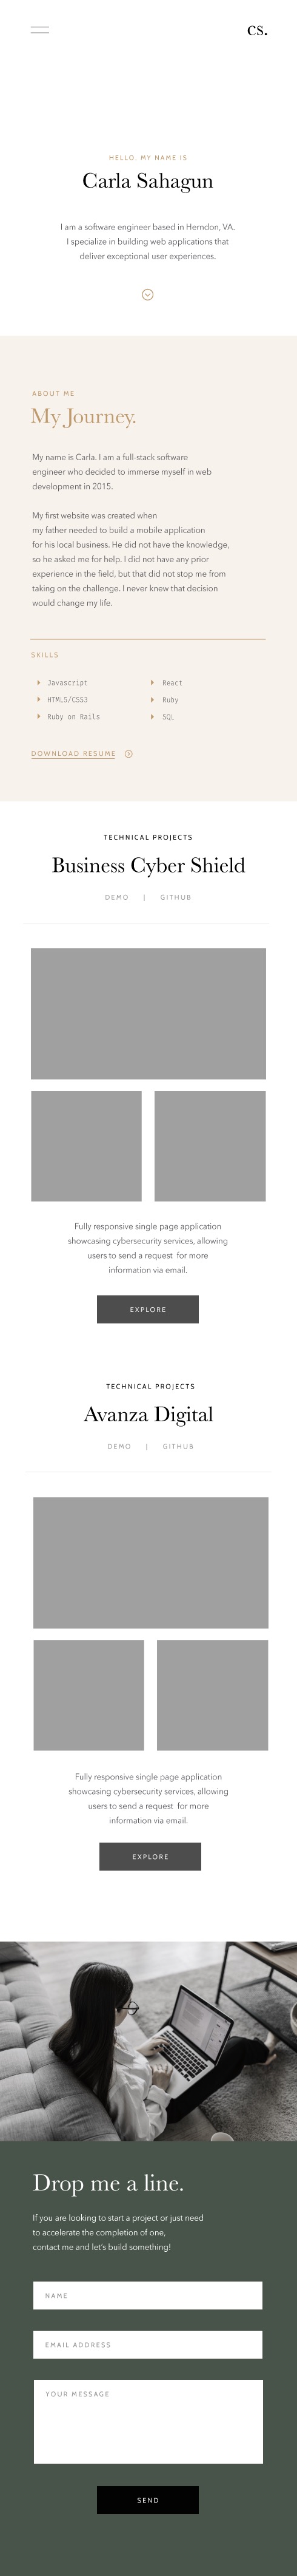 cs.
HELLO, MY NAME IS
Carla Sahagun
I am a software engineer based in Herndon, VA.
I specialize in building web applications that
deliver exceptional user experiences.
ABOUT ME
My Journey.
My name is Carla. I am a full-stack software
engineer who decided to immerse myself in web
development in 2015.
My first website was created when
my father needed to build a mobile application
for his local business. He did not have the knowledge,
so he asked me for help. I did not have any prior
experience in the field, but that did not stop me from
taking on the challenge. I never knew that decision
would change my life.
SKILLS
Javascript
React
HTML5/CSS3
Ruby
Ruby on Rails
SQL
DOWNLOAD RESUME
TECHNICAL PROJECTS
Business Cyber Shield
DEMO | GITHUB
Fully responsive single page application
showcasing cybersecurity services, allowing
users to send a request for more
information via email.
EXPLORE
TECHNICAL PROJECTS
Avanza Digital
DEMO | GITHUB
Fully responsive single page application
showcasing cybersecurity services, allowing
users to send a request for more
information via email.
EXPLORE
Drop me a line.
If you are looking to start a project or just need
to accelerate the completion of one,
contact me and let's build something!
NAME
EMAIL ADDRESS
YOUR MESSAGE
SEND